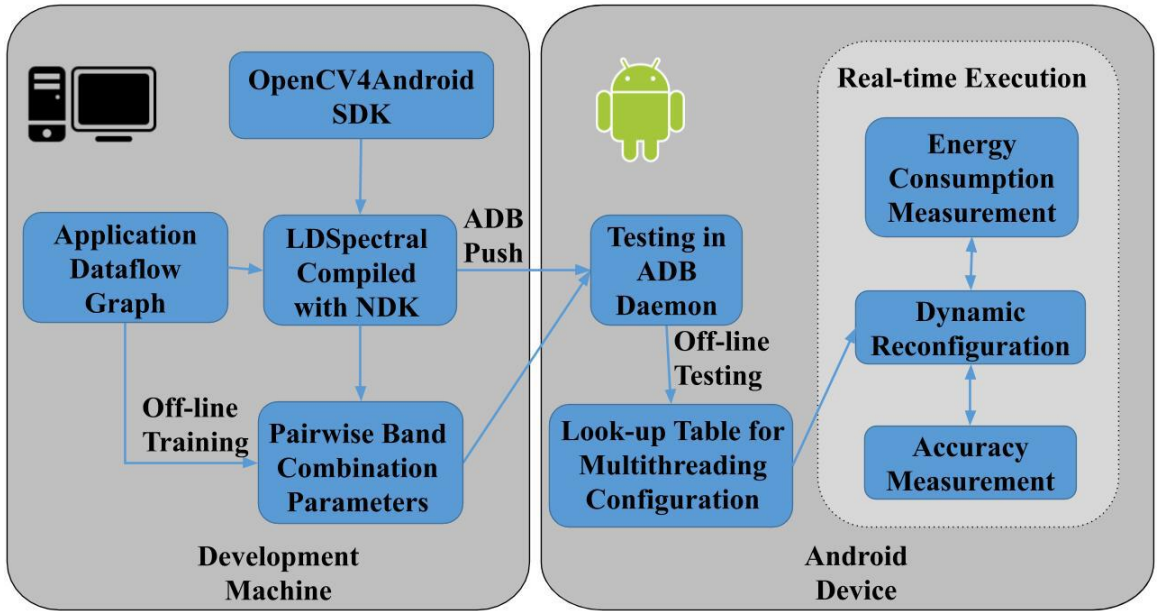 OpenCV4Android
SDK
Application
Dataflow
Graph
LDSpectral
Compiled
with NDK
ADB
Push
Off-line
Training
Pairwise Band
Combination
Parameters
Development
Machine
Testing in
ADB
Daemon
Off-line
Testing
Look-up Table for
Multithreading
Configuration
Real-time Execution
Energy
Consumption
Measurement
Dynamic
Reconfiguration
Accuracy
Measurement
Android
Device